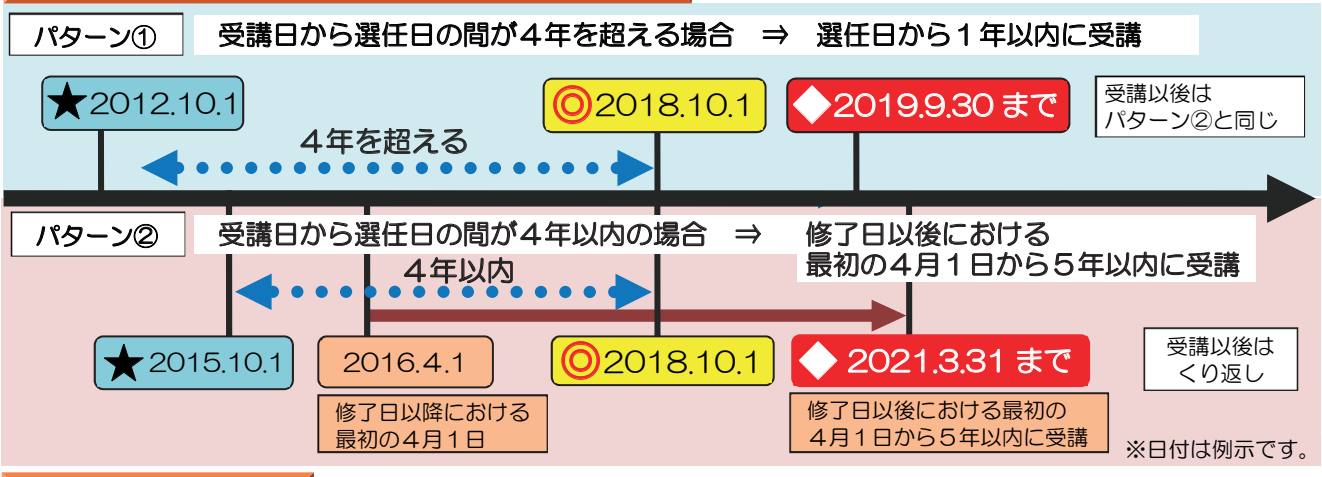 パターン①
受講日から選任日の間が４年を超える場合　⇒　選任日から１年以内に受講
★2012.10.1
◎2018.10.1
◆2019.9.30 まで
受講以後は
パターン②と同じ
４年を超える
パターン②
受講日から選任日の間が４年以内の場合　⇒　修了日以後における
最初の４月１日から５年以内に受講
４年以内
★2015.10.1
2016.4.1
◎2018.10.1
◆2021.3.31 まで
受講以後は
くり返し
修了日以降における
最初の４月１日
修了日以後における最初の
４月１日から５年以内に受講
※日付は例示です。